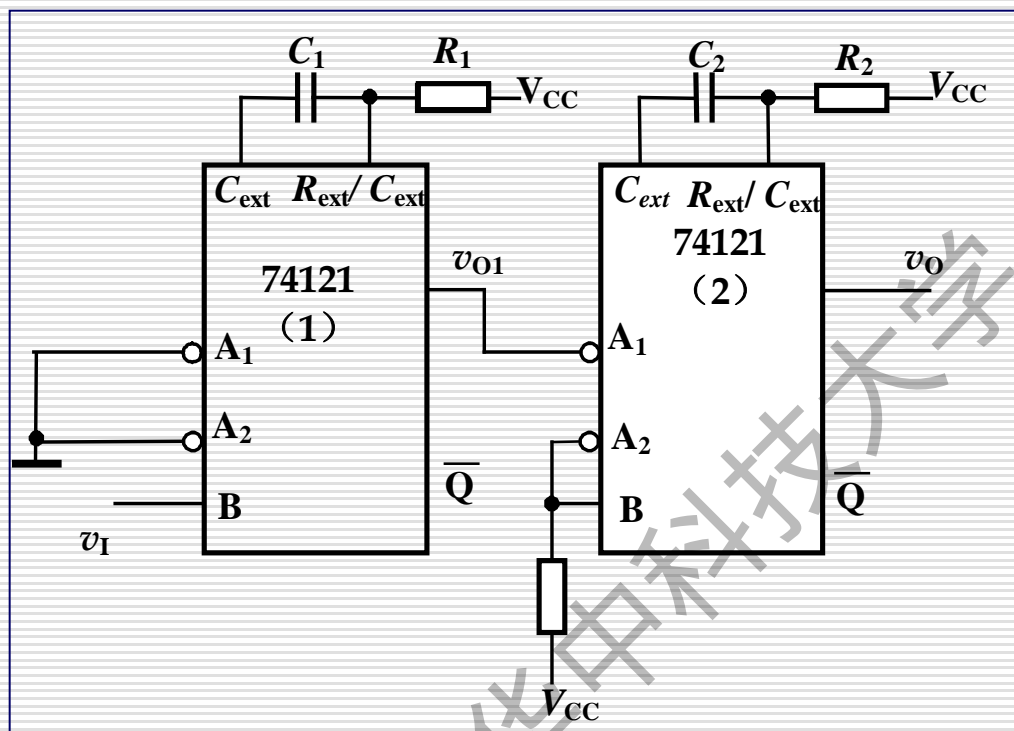 C1 R1 VCC
C2 R2 VCC
Cext Rext/ Cext
74121
（1）
A1
A2
B
Q̅
vI
vO1
Cext Rext/ Cext
74121
（2）
A1
A2
B
Q̅
vO
VCC
华中科技大学